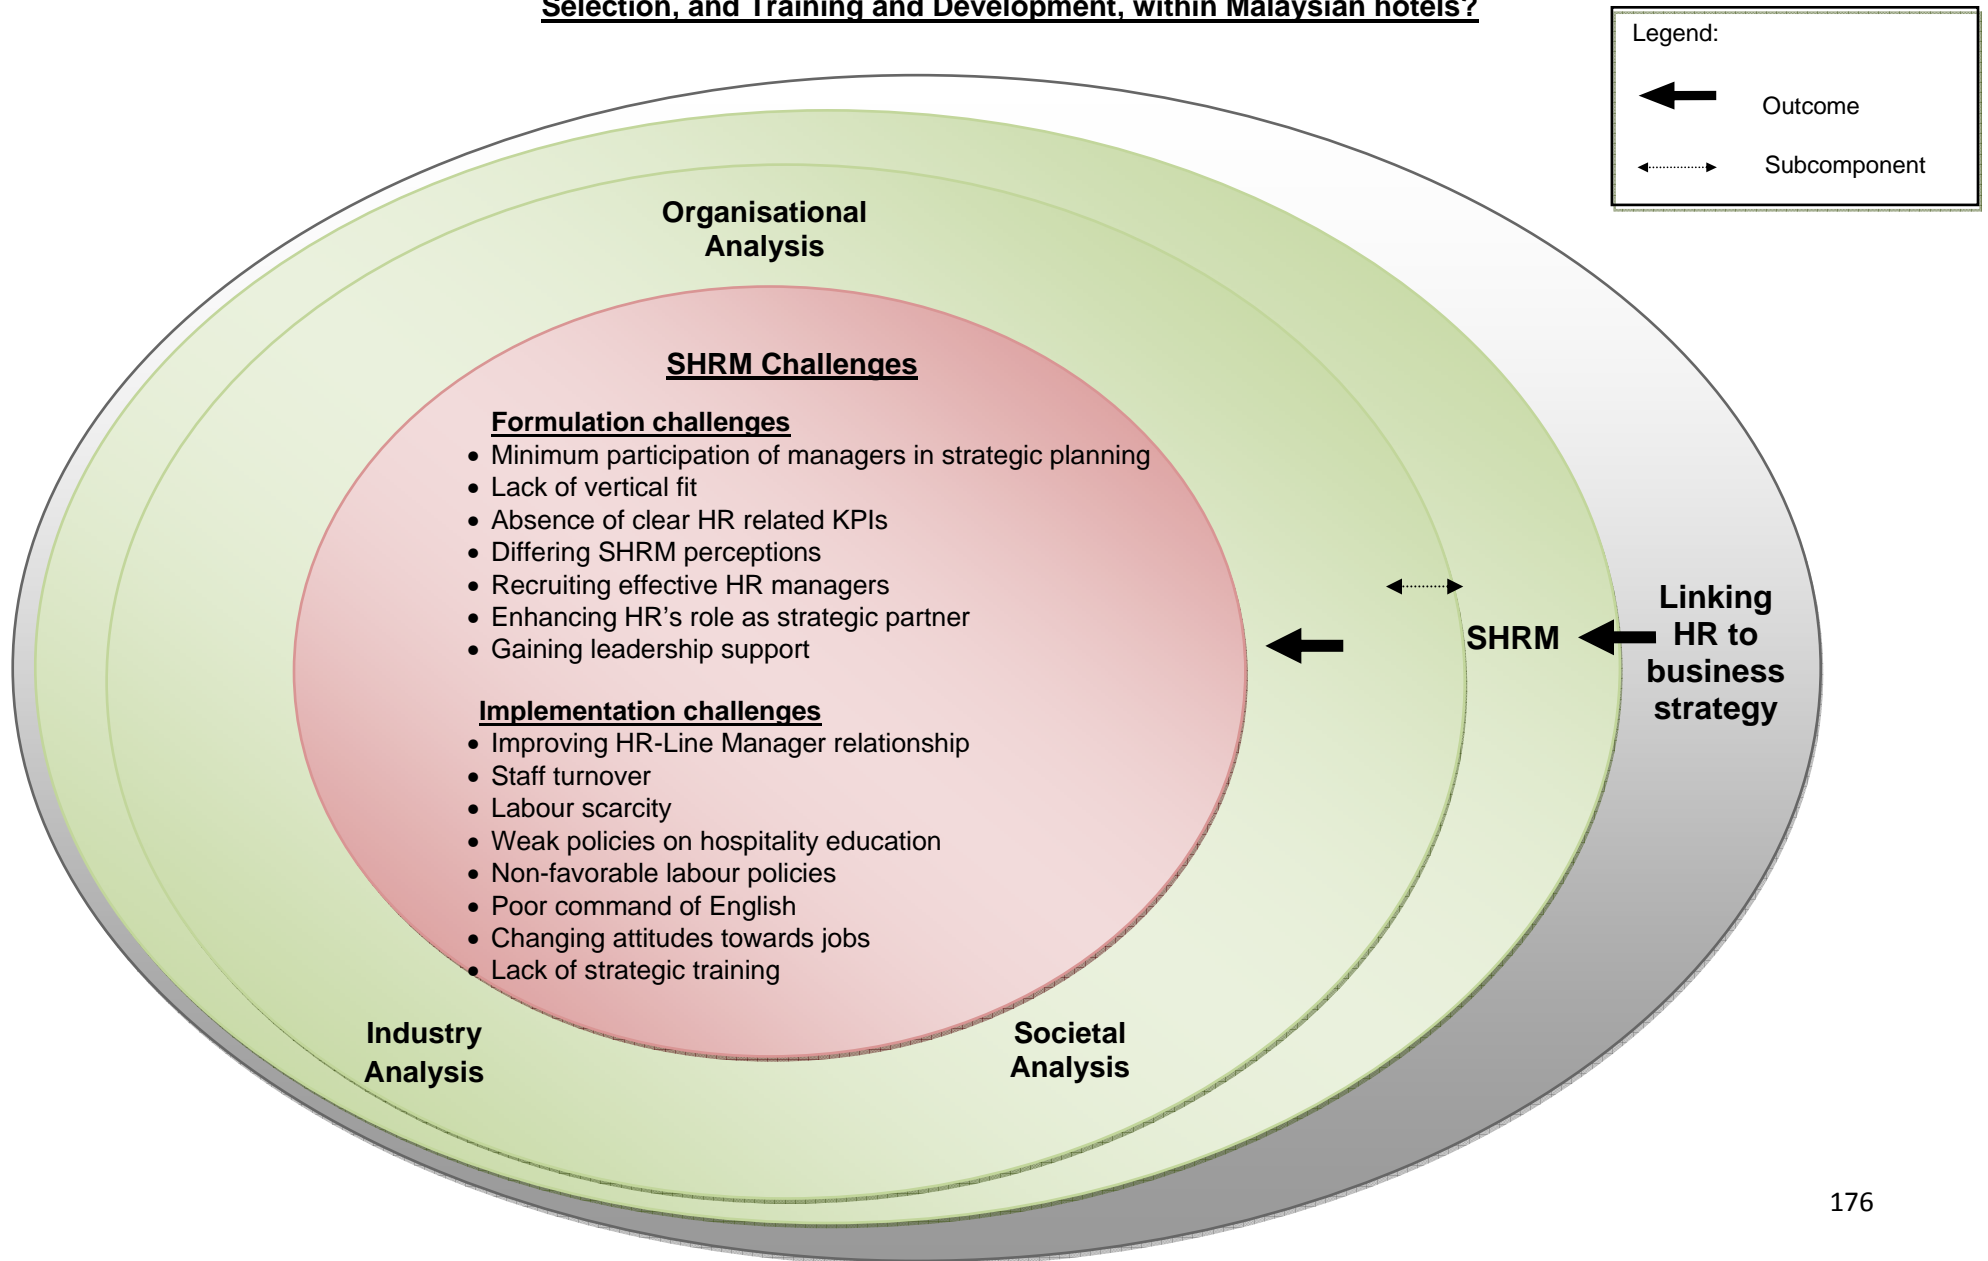 Selection, and Training and Development, within Malaysian hotels?
Legend:
Outcome
Subcomponent
Organisational
Analysis
SHRM Challenges
Formulation challenges
• Minimum participation of managers in strategic planning
• Lack of vertical fit
• Absence of clear HR related KPIs
• Differing SHRM perceptions
• Recruiting effective HR managers
• Enhancing HR's role as strategic partner
• Gaining leadership support
Implementation challenges
• Improving HR-Line Manager relationship
• Staff turnover
• Labour scarcity
• Weak policies on hospitality education
• Non-favorable labour policies
• Poor command of English
• Changing attitudes towards jobs
• Lack of strategic training
SHRM
Linking
HR to
business
strategy
Industry
Analysis
Societal
Analysis
176